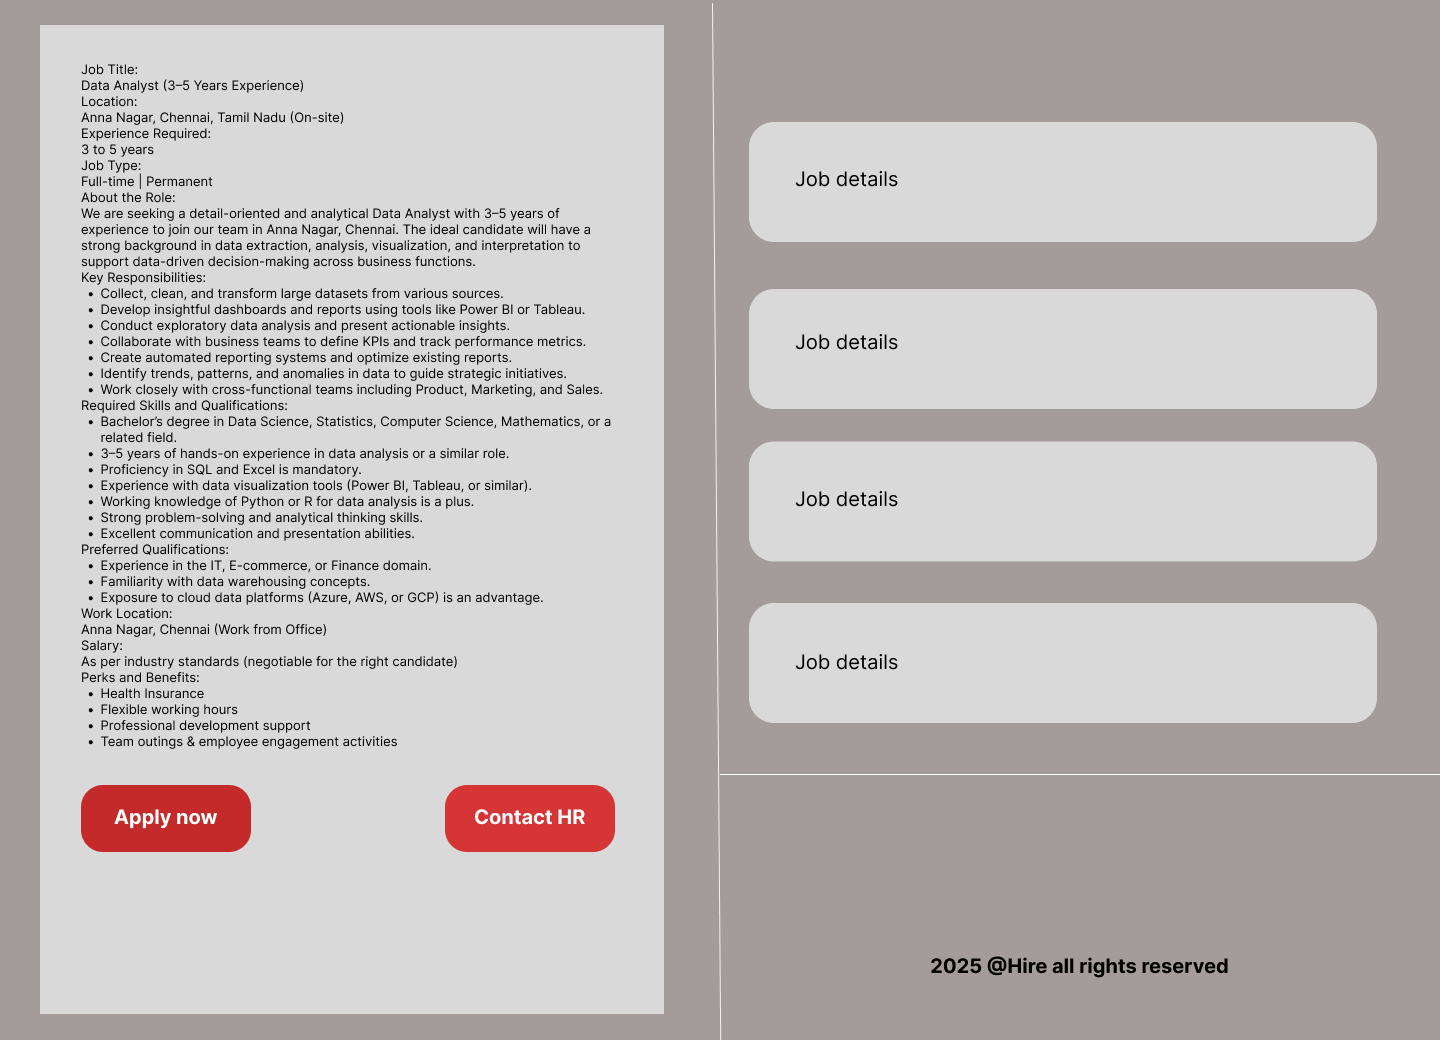 Job Title:
Data Analyst (3–5 Years Experience)
Location:
Anna Nagar, Chennai, Tamil Nadu (On-site)
Experience Required:
3 to 5 years
Job Type:
Full-time | Permanent
About the Role:
We are seeking a detail-oriented and analytical Data Analyst with 3–5 years of
experience to join our team in Anna Nagar, Chennai. The ideal candidate will have a
strong background in data extraction, analysis, visualization, and interpretation to
support data-driven decision-making across business functions.
Key Responsibilities:
• Collect, clean, and transform large datasets from various sources.
• Develop insightful dashboards and reports using tools like Power BI or Tableau.
• Conduct exploratory data analysis and present actionable insights.
• Collaborate with business teams to define KPIs and track performance metrics.
• Create automated reporting systems and optimize existing reports.
• Identify trends, patterns, and anomalies in data to guide strategic initiatives.
• Work closely with cross-functional teams including Product, Marketing, and Sales.
Required Skills and Qualifications:
• Bachelor’s degree in Data Science, Statistics, Computer Science, Mathematics, or a
related field.
• 3–5 years of hands-on experience in data analysis or a similar role.
• Proficiency in SQL and Excel is mandatory.
• Experience with data visualization tools (Power BI, Tableau, or similar).
• Working knowledge of Python or R for data analysis is a plus.
• Strong problem-solving and analytical thinking skills.
• Excellent communication and presentation abilities.
Preferred Qualifications:
• Experience in the IT, E-commerce, or Finance domain.
• Familiarity with data warehousing concepts.
• Exposure to cloud data platforms (Azure, AWS, or GCP) is an advantage.
Work Location:
Anna Nagar, Chennai (Work from Office)
Salary:
As per industry standards (negotiable for the right candidate)
Perks and Benefits:
• Health Insurance
• Flexible working hours
• Professional development support
• Team outings & employee engagement activities
Apply now
Contact HR
Job details
Job details
Job details
Job details
2025 @Hire all rights reserved